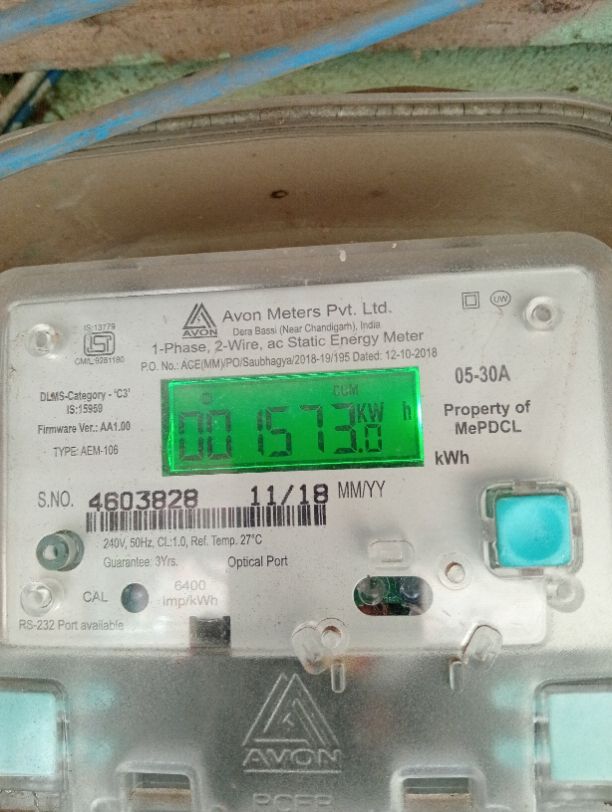 Avon Meters Pvt. Ltd.
AVON
Dera Bassi (Near Chandigarh), India
UW
IS:13779
1-Phase, 2-Wire, ac Static Energy Meter
CM/L-9281190
P.O. No.: ACE(MM)/PO/Saubhagya/2018-19/195 Dated: 12-10-2018
05-30A
DLMS-Category - 'C3'
IS:15959
Firmware Ver.: AA1.00
TYPE: AEM-106
CUM
001573.0 KW h
Property of
MePDCL
kWh
S.NO. 4603828 11/18 MM/YY
240V, 50Hz, CL:1.0, Ref. Temp. 27°C
Guarantee: 3Yrs. Optical Port
CAL 6400
imp/kWh
RS-232 Port available
AVON